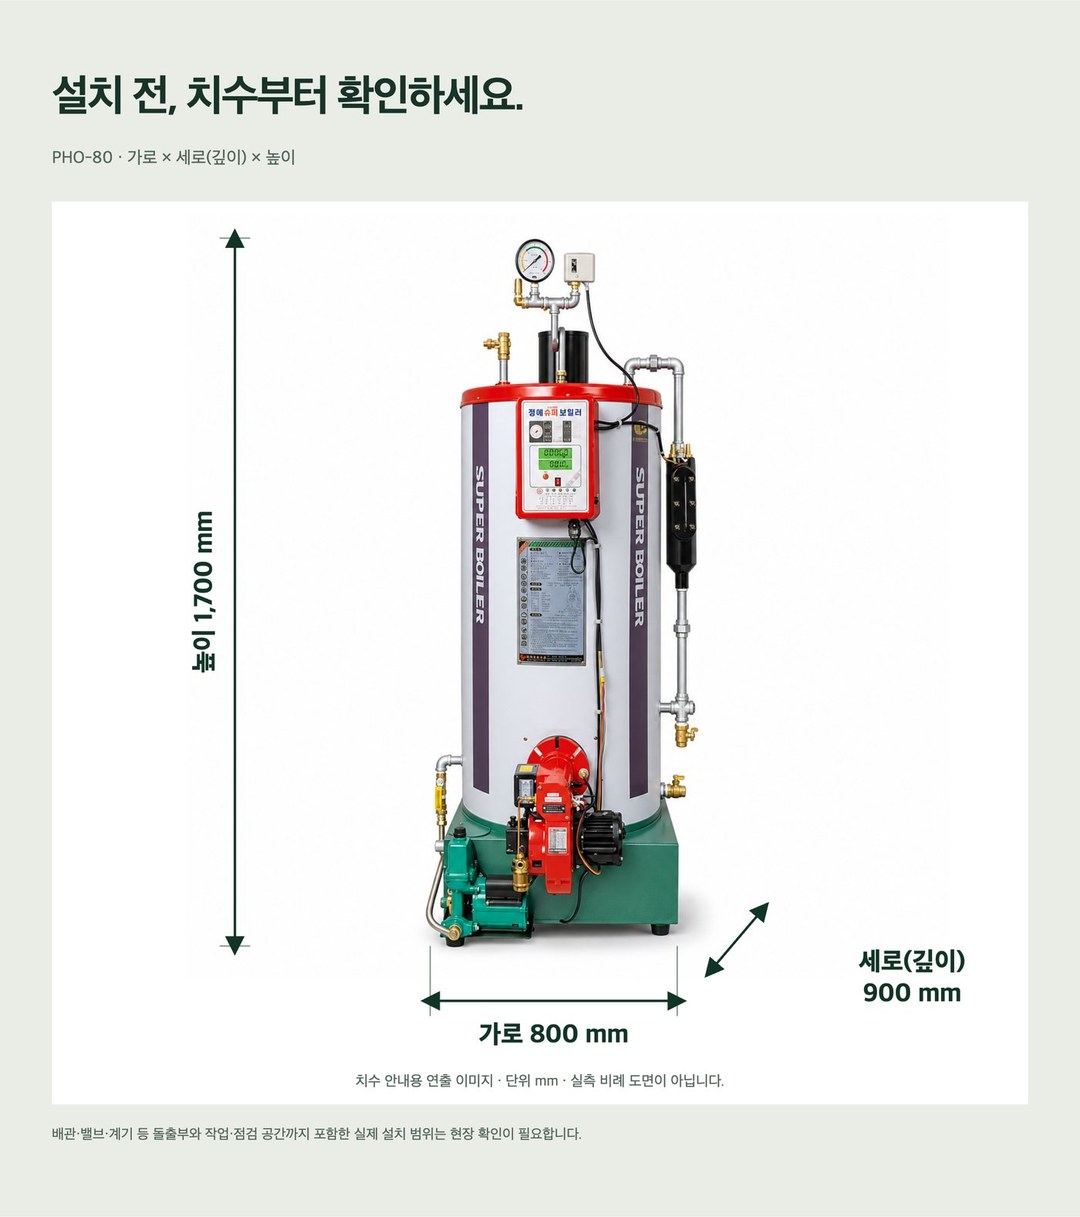 설치 전, 치수부터 확인하세요.
PHO-80 · 가로 × 세로(깊이) × 높이
정에 슈퍼 보일러
SUPER BOILER
SUPER BOILER
높이 1,700 mm
세로(깊이)
900 mm
가로 800 mm
치수 안내용 연출 이미지 · 단위 mm · 실측 비례 도면이 아닙니다.
배관·밸브·계기 등 돌출부와 작업·점검 공간까지 포함한 실제 설치 범위는 현장 확인이 필요합니다.